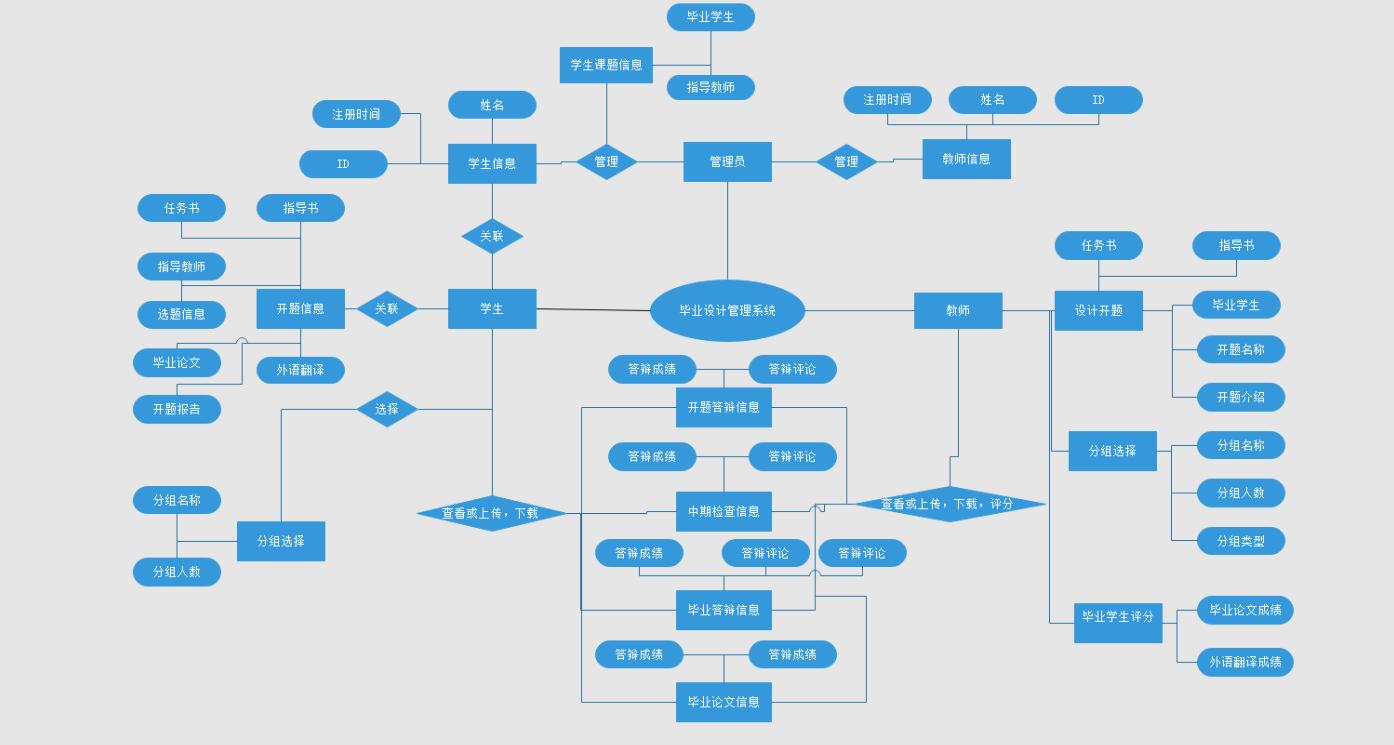 毕业学生
学生课题信息
指导教师
注册时间
姓名
注册时间
姓名
ID
ID
学生信息
管理
管理员
管理
教师信息
任务书
指导书
关联
任务书
指导书
指导教师
选题信息
开题信息
关联
学生
毕业设计管理系统
教师
设计开题
毕业学生
开题名称
开题介绍
毕业论文
外语翻译
开题报告
答辩成绩
答辩评论
开题答辩信息
选择
分组选择
分组名称
分组人数
分组类型
答辩成绩
答辩评论
中期检查信息
查看或上传，下载
查看或上传，下载，评分
分组名称
分组选择
分组人数
答辩成绩
答辩评论
答辩评论
毕业答辩信息
毕业学生评分
毕业论文成绩
外语翻译成绩
答辩成绩
答辩成绩
毕业论文信息